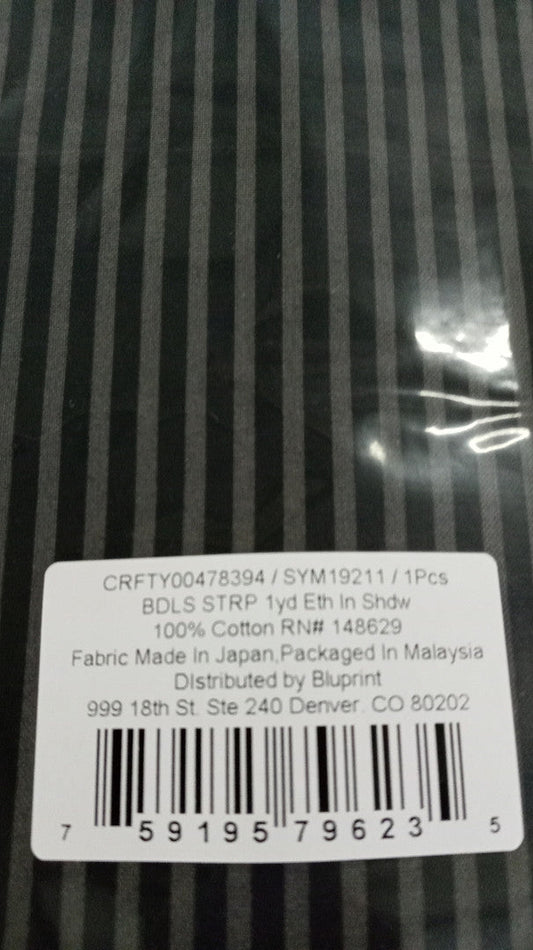 CRFTY00478394 / SYM19211 / 1Pcs
BDLS STRP 1yd Eth In Shdw
100% Cotton RN# 148629
Fabric Made In Japan,Packaged In Malaysia
DIstributed by Bluprint
999 18th St. Ste 240 Denver. CO 80202
7 59195 79623 5